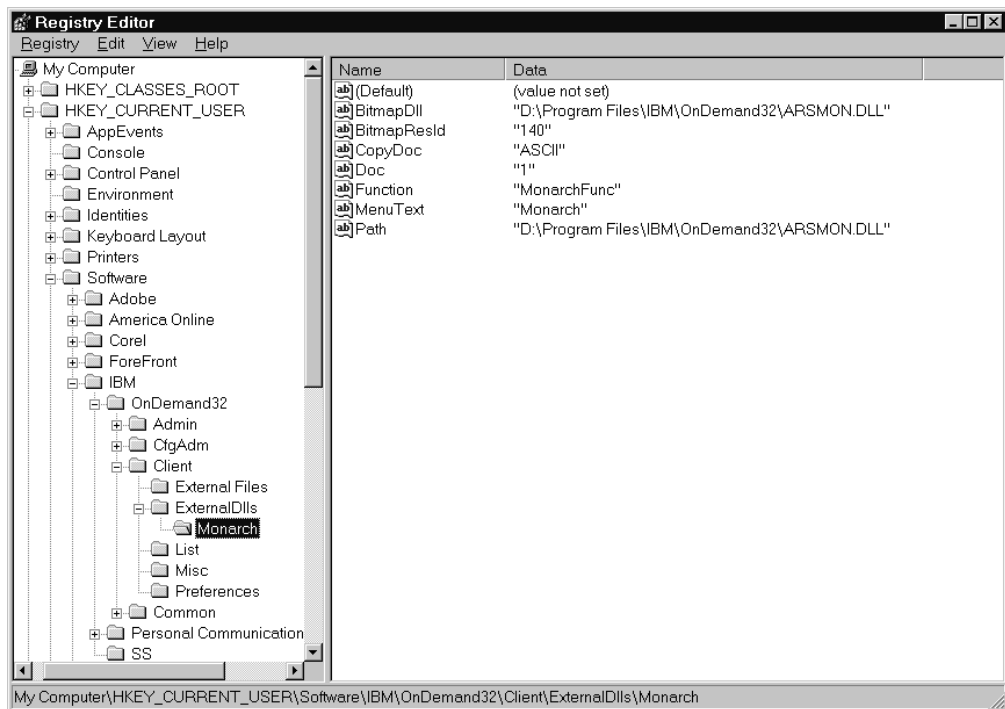 Registry Editor
Registry Edit View Help
My Computer
HKEY_CLASSES_ROOT
HKEY_CURRENT_USER
AppEvents
Console
Control Panel
Environment
Identities
Keyboard Layout
Printers
Software
Adobe
America Online
Corel
ForeFront
IBM
OnDemand32
Admin
CfgAdm
Client
External Files
ExternalDlls
Monarch
List
Misc
Preferences
Common
Personal Communication
SS
Name Data
(Default) (value not set)
BitmapDll "D:\Program Files\IBM\OnDemand32\ARSMON.DLL"
BitmapResId "140"
CopyDoc "ASCII"
Doc "1"
Function "MonarchFunc"
MenuText "Monarch"
Path "D:\Program Files\IBM\OnDemand32\ARSMON.DLL"
My Computer\HKEY_CURRENT_USER\Software\IBM\OnDemand32\Client\ExternalDlls\Monarch